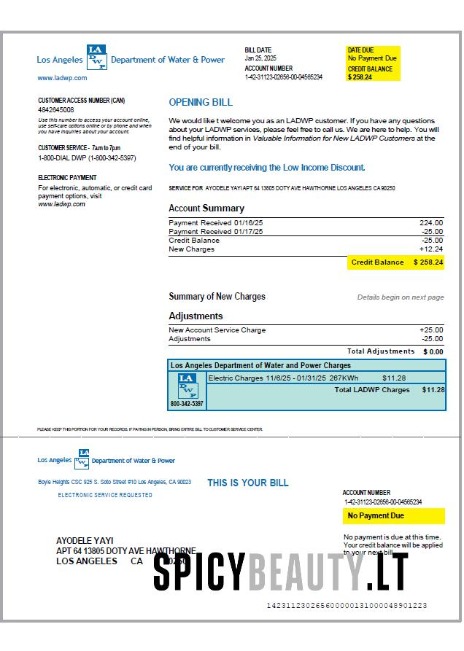 Los Angeles
LA
DWP
Department of Water & Power
www.ladwp.com
BILL DATE
Jan 25, 2025
ACCOUNT NUMBER
1-42-31123-02656-00-04565234
DATE DUE
No Payment Due
CREDIT BALANCE
$ 258.24
CUSTOMER ACCESS NUMBER (CAN)
4842645008
Use this number to access your account online,
use self-care options online or by phone and when
you have inquiries about your account.
CUSTOMER SERVICE - 7am to 7pm
1-800-DIAL DWP (1-800-342-5397)
ELECTRONIC PAYMENT
For electronic, automatic, or credit card
payment options, visit
www.ladwp.com
OPENING BILL
We would like t welcome you as an LADWP customer. If you have any questions
about your LADWP services, please feel free to call us. We are here to help. You will
find helpful information in Valuable Information for New LADWP Customers at the
end of your bill.
You are currently receiving the Low Income Discount.
SERVICE FOR AYODELE YAYI APT 64 13805 DOTY AVE HAWTHORNE LOS ANGELES CA 90250
Account Summary
Payment Received 01/16/25 224.00
Payment Received 01/17/25 -25.00
Credit Balance -25.00
New Charges +12.24
Credit Balance $ 258.24
Summary of New Charges Details begin on next page
Adjustments
New Account Service Charge +25.00
Adjustments -25.00
Total Adjustments $ 0.00
Los Angeles Department of Water and Power Charges
LA
DWP
800-342-5397
Electric Charges 11/6/25 - 01/31/25 267KWh $11.28
Total LADWP Charges $11.28
PLEASE KEEP THIS PORTION FOR YOUR RECORDS. IF PAYING IN PERSON, BRING ENTIRE BILL TO CUSTOMER SERVICE CENTER.
Los Angeles
LA
DWP
Department of Water & Power
Boyle Heights CSC 925 S. Soto Street #10 Los Angeles, CA 90023
ELECTRONIC SERVICE REQUESTED
THIS IS YOUR BILL
ACCOUNT NUMBER
1-42-31123-02656-00-04565234
No Payment Due
No payment is due at this time.
Your credit balance will be applied
to your next bill.
AYODELE YAYI
APT 64 13805 DOTY AVE HAWTHORNE
LOS ANGELES CA
SPICYBEAUTY.LT
142311230265600000131000048901223